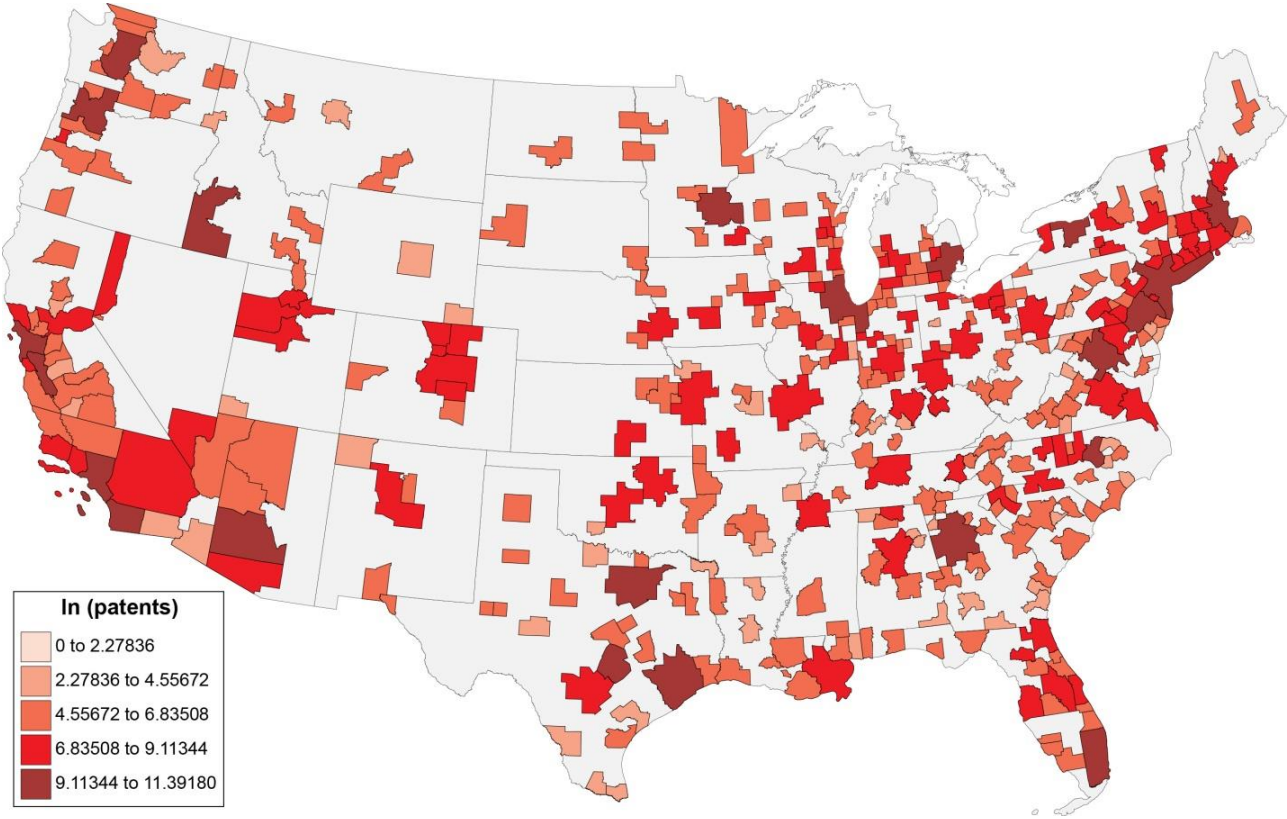 ln (patents)
0 to 2.27836
2.27836 to 4.55672
4.55672 to 6.83508
6.83508 to 9.11344
9.11344 to 11.39180